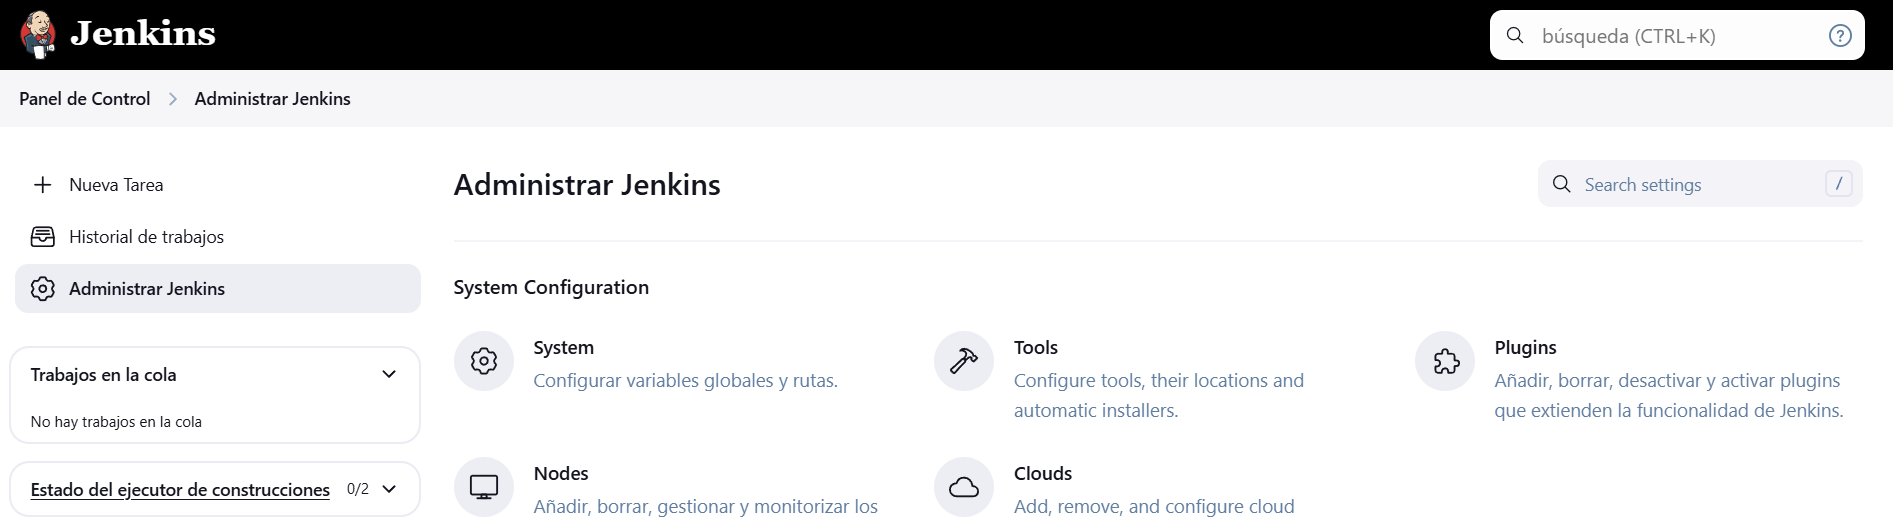 Jenkins
búsqueda (CTRL+K)
?
Panel de Control > Administrar Jenkins
Nueva Tarea
Historial de trabajos
Administrar Jenkins
Trabajos en la cola
No hay trabajos en la cola
Estado del ejecutor de construcciones 0/2
Administrar Jenkins
Search settings /
System Configuration
System
Configurar variables globales y rutas.
Tools
Configure tools, their locations and
automatic installers.
Plugins
Añadir, borrar, desactivar y activar plugins
que extienden la funcionalidad de Jenkins.
Nodes
Añadir, borrar, gestionar y monitorizar los
Clouds
Add, remove, and configure cloud